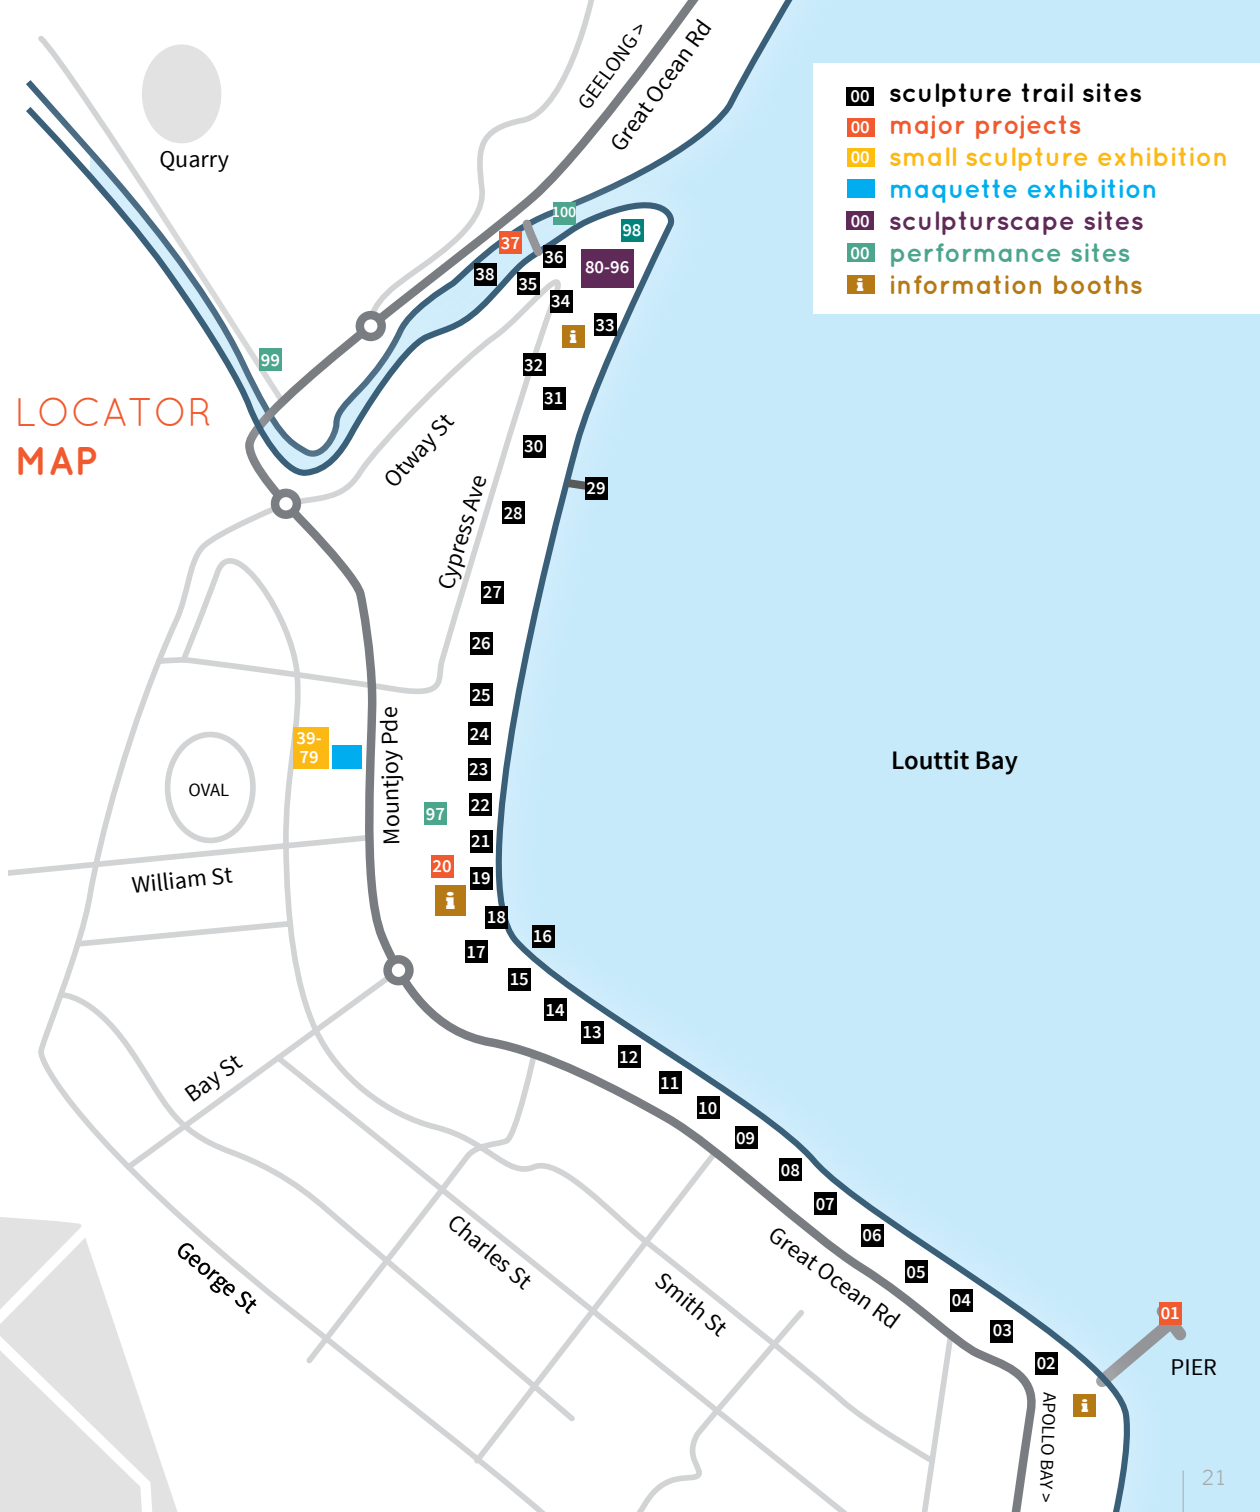 GEELONG >
Great Ocean Rd
00 sculpture trail sites
00 major projects
00 small sculpture exhibition
maquette exhibition
00 sculpturscape sites
00 performance sites
i information booths
Quarry
100
98
37
36
80-96
38
35
34
33
i
99
32
31
LOCATOR
MAP
30
Otway St
29
Cypress Ave
28
27
26
25
24
39-
79
23
Mountjoy Pde
Louttit Bay
OVAL
22
97
21
20
19
William St
i
18
16
17
15
14
13
12
11
Bay St
10
09
08
07
06
Great Ocean Rd
05
Charles St
George St
04
Smith St
01
03
02
PIER
APOLLO BAY >
i
21